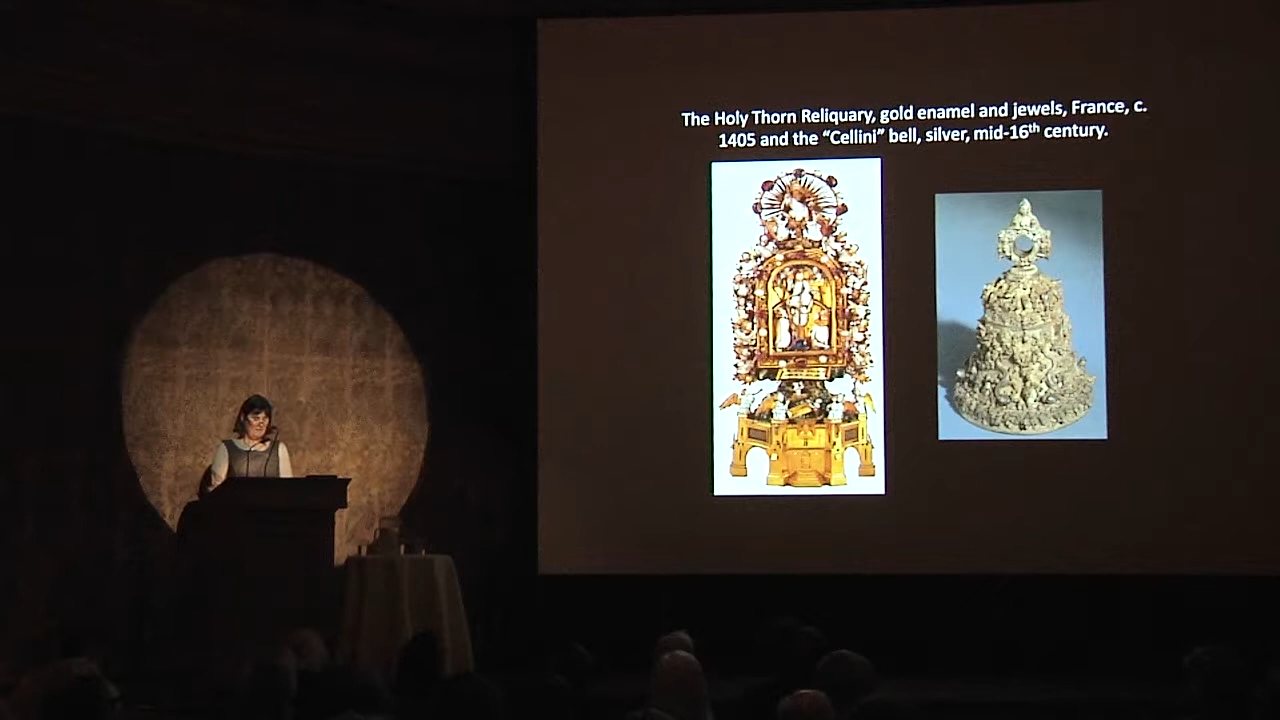 The Holy Thorn Reliquary, gold enamel and jewels, France, c.
1405 and the “Cellini” bell, silver, mid-16th century.